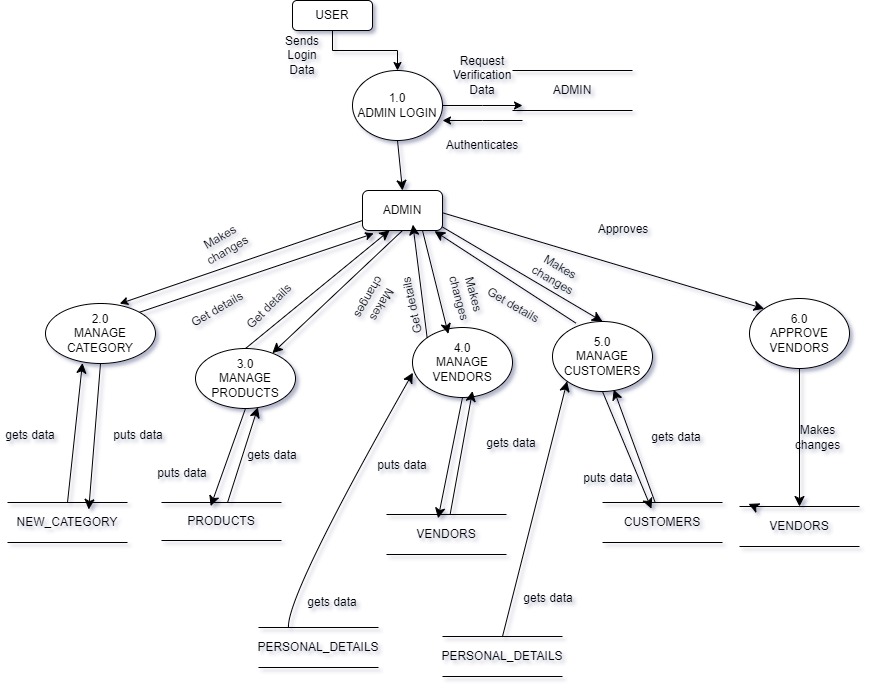 USER
Sends
Login
Data
Request
Verification
Data
ADMIN
1.0
ADMIN LOGIN
Authenticates
ADMIN
Makes
changes
Get details
Get details
Makes
changes
Get details
Makes
changes
Get details
Makes
changes
Approves
2.0
MANAGE
CATEGORY
3.0
MANAGE
PRODUCTS
4.0
MANAGE
VENDORS
5.0
MANAGE
CUSTOMERS
6.0
APPROVE
VENDORS
gets data
puts data
puts data
gets data
puts data
gets data
puts data
gets data
Makes
changes
NEW_CATEGORY
PRODUCTS
VENDORS
CUSTOMERS
VENDORS
gets data
gets data
PERSONAL_DETAILS
PERSONAL_DETAILS